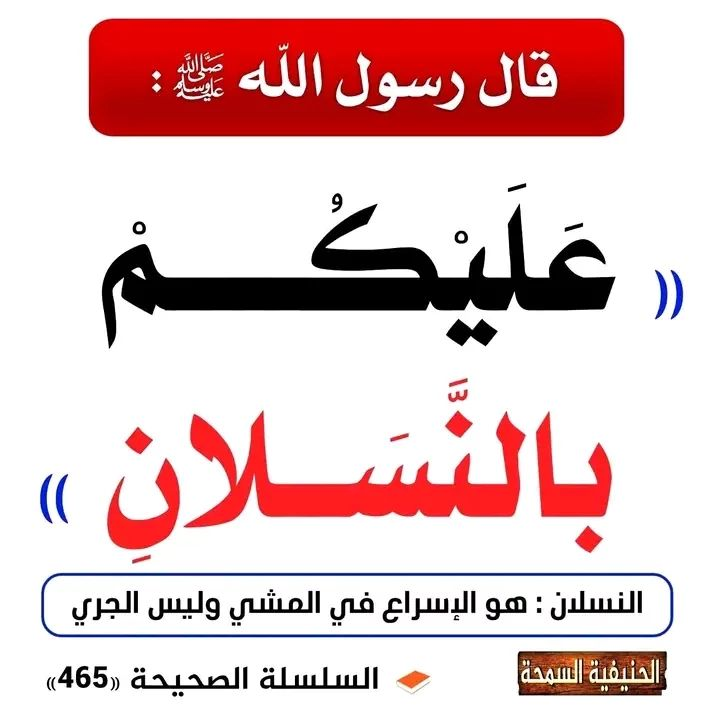 قال رسول الله ﷺ :
(( عَلَيْكُمْ
بالنَّسَلانِ ))
النسلان : هو الإسراع في المشي وليس الجري
السلسلة الصحيحة ((465))
الحنيفية السمحة